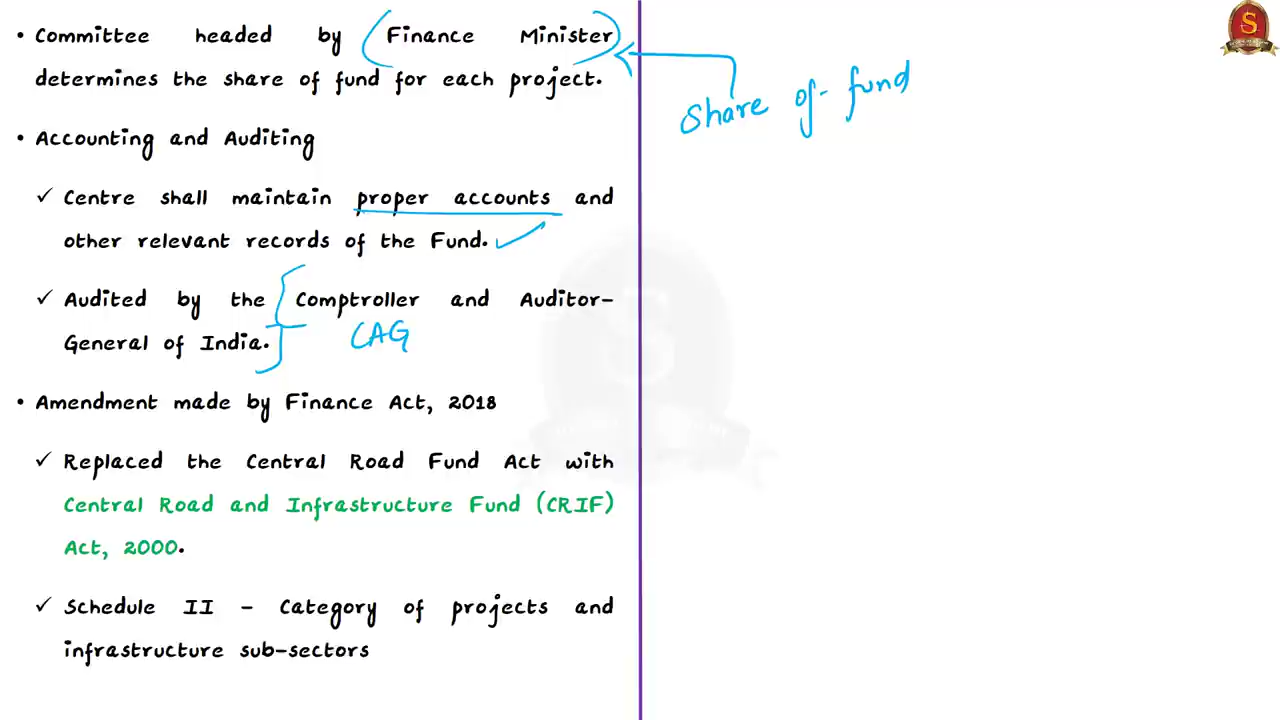 • Committee headed by (Finance Minister)
determines the share of fund for each project.
Share of fund
• Accounting and Auditing
✓ Centre shall maintain proper accounts and
other relevant records of the Fund.
✓ Audited by the Comptroller and Auditor-
General of India.
CAG
• Amendment made by Finance Act, 2018
✓ Replaced the Central Road Fund Act with
Central Road and Infrastructure Fund (CRIF)
Act, 2000.
✓ Schedule II - Category of projects and
infrastructure sub-sectors
S